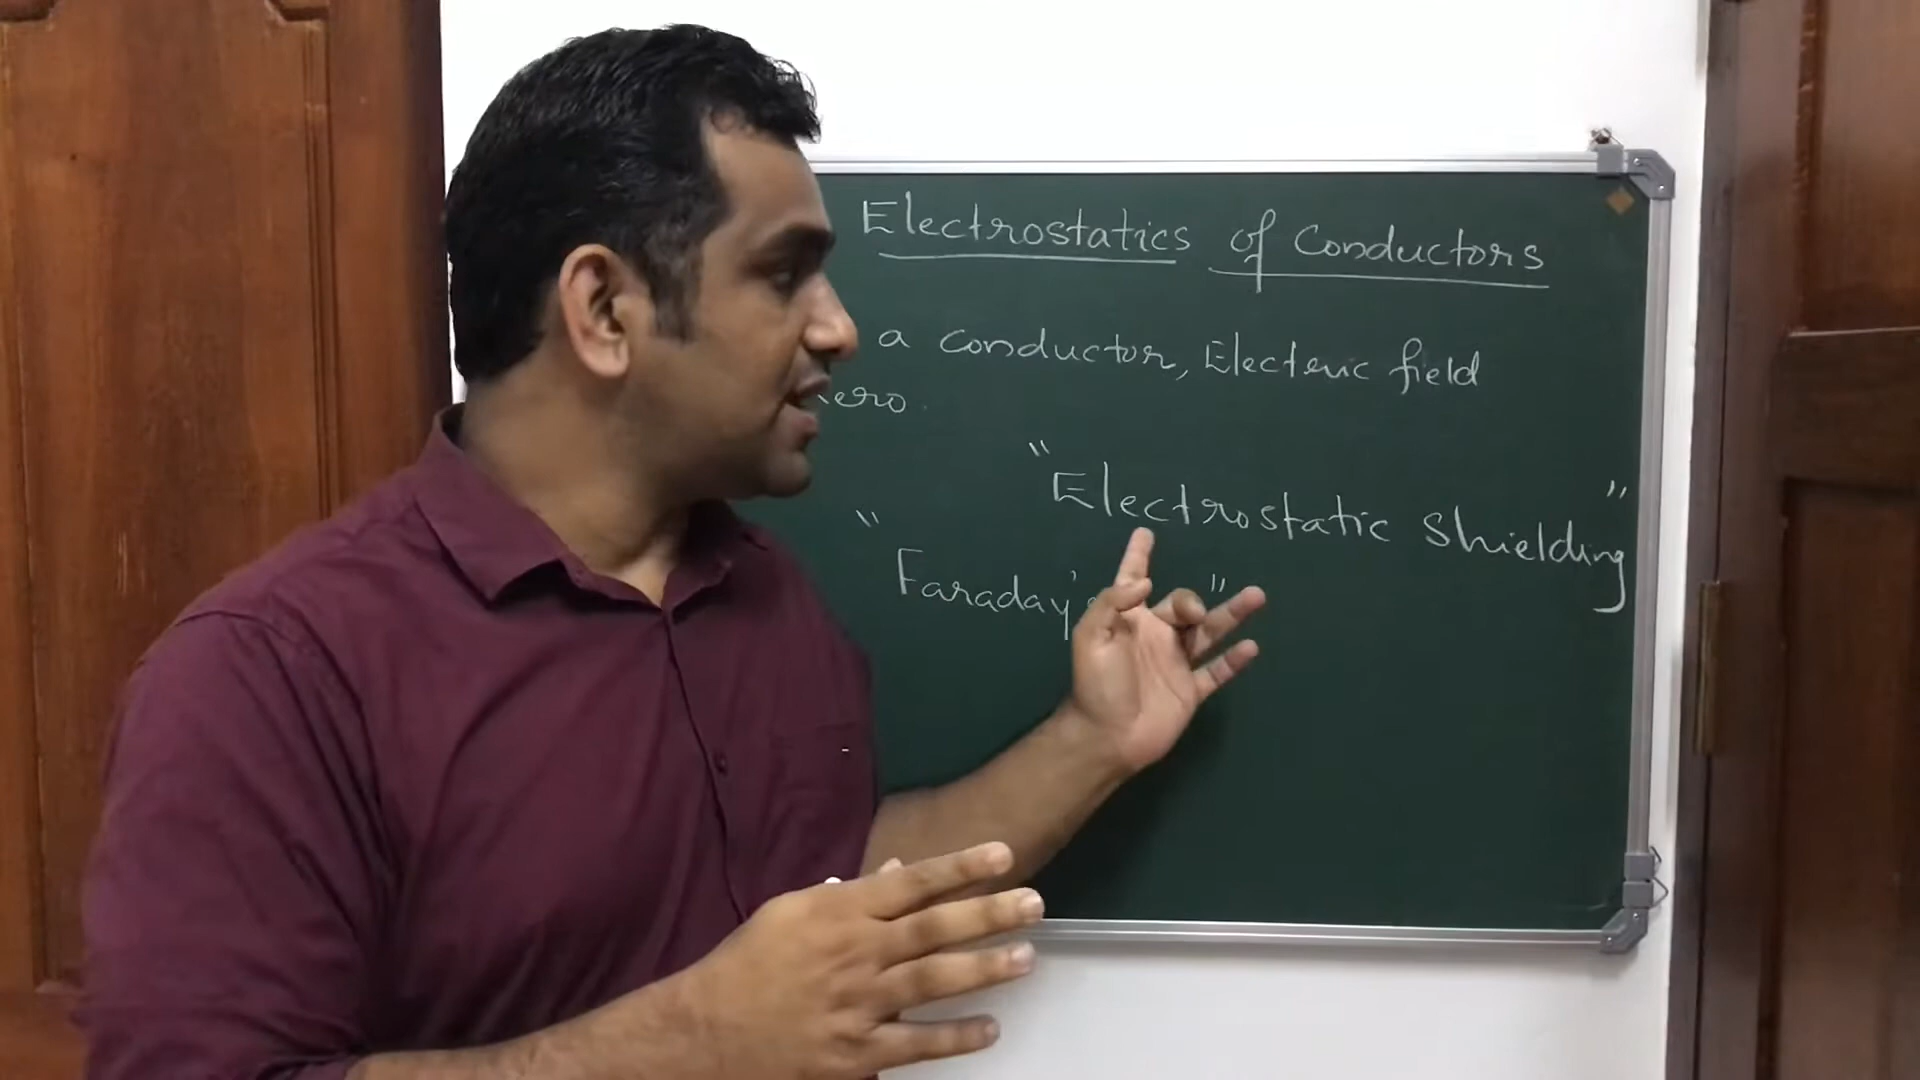 Electrostatics of Conductors
a conductor, Electric field
"Electrostatic Shielding"
"Faraday's "